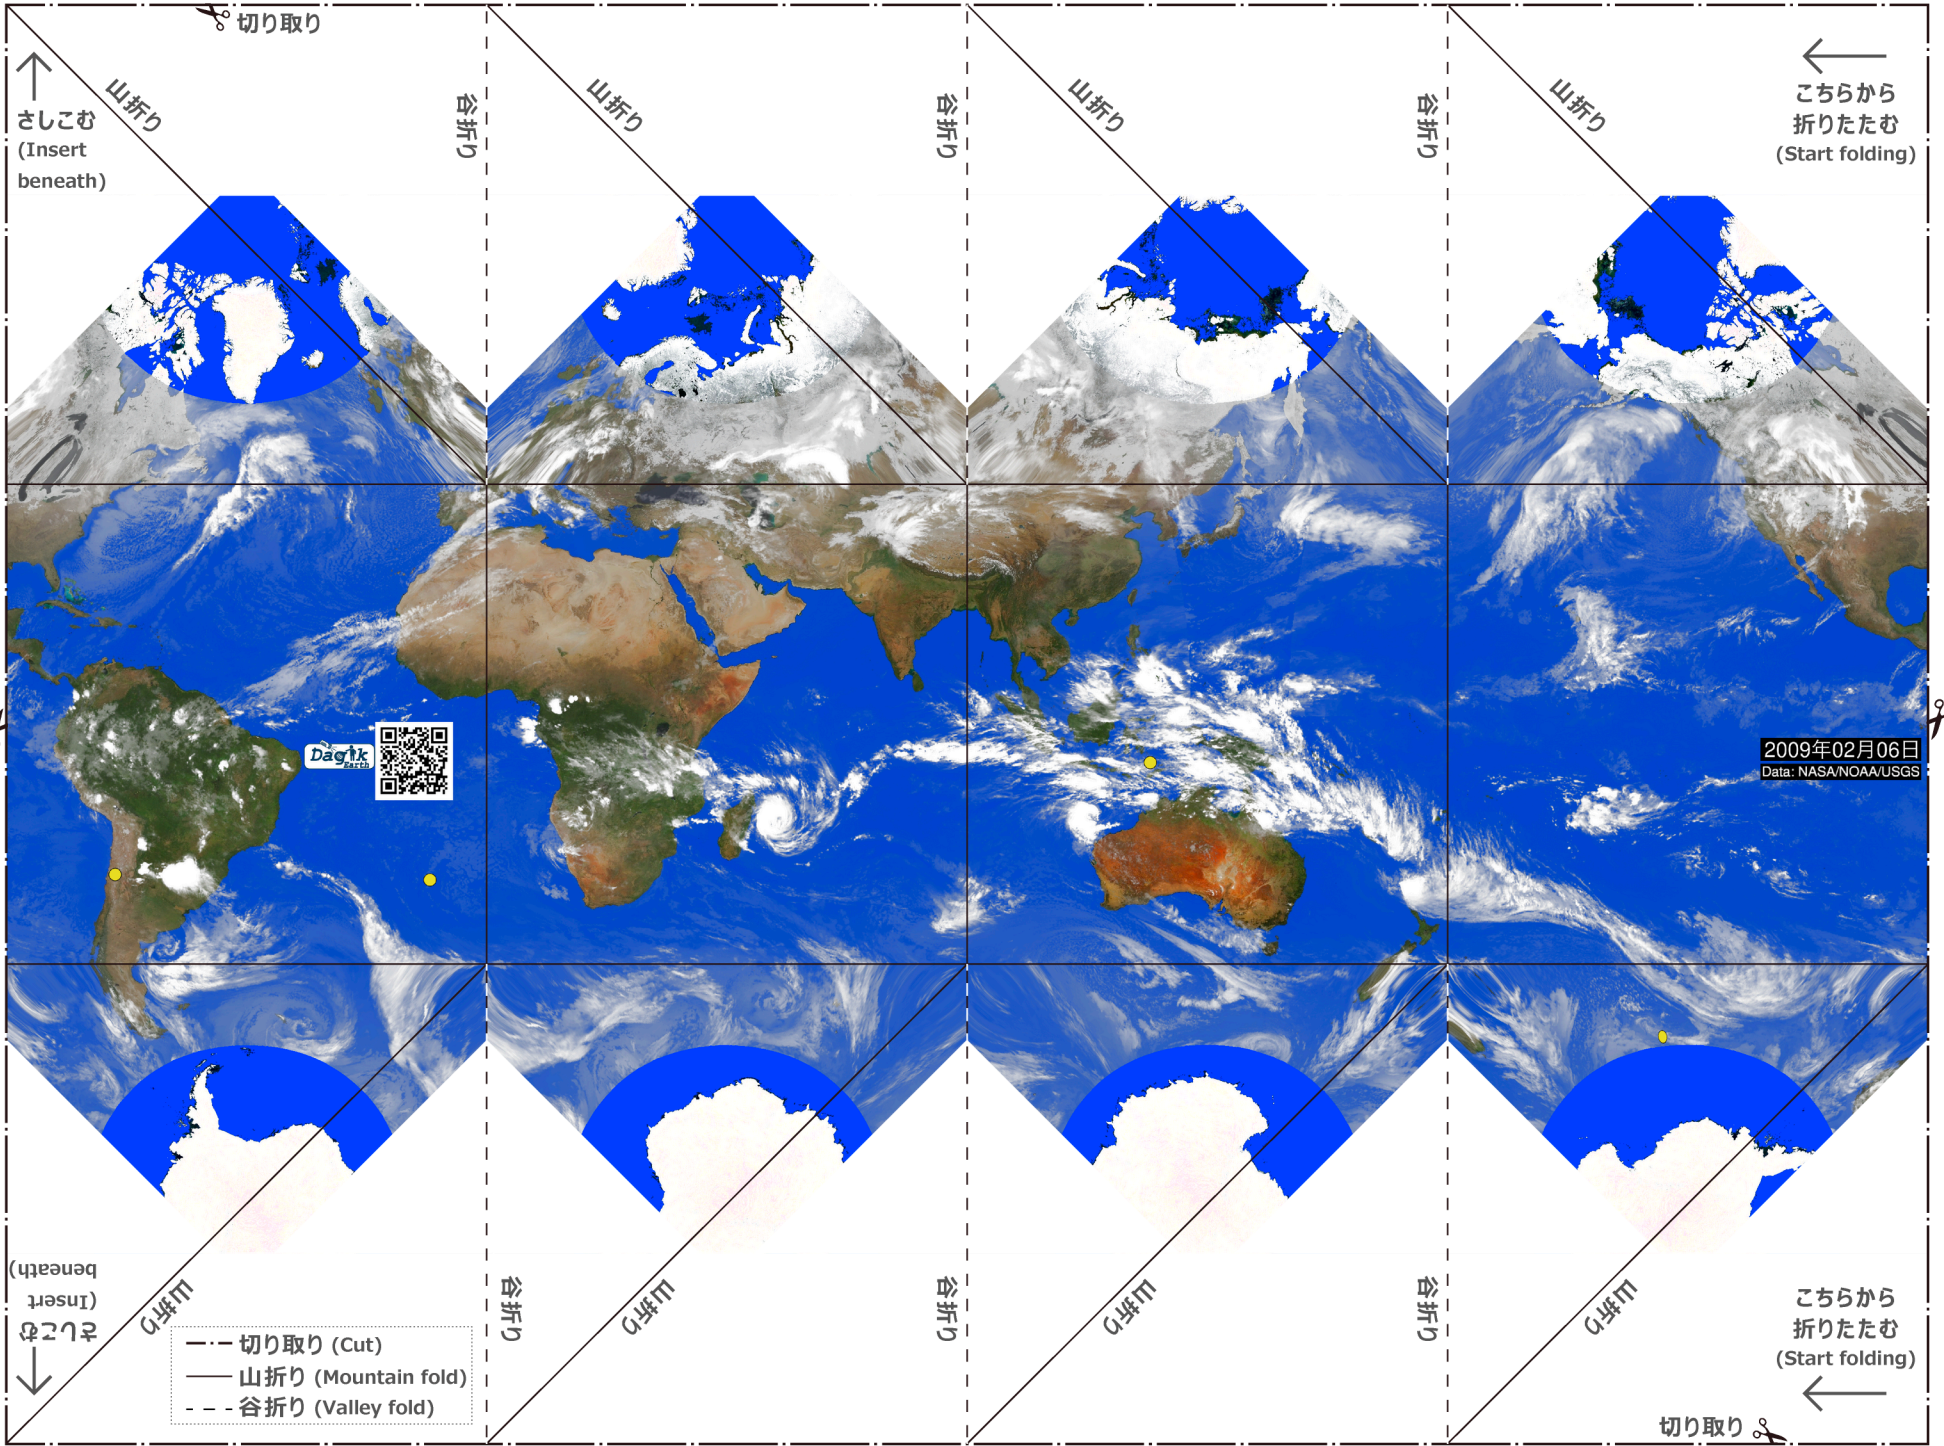 切り取り
山折り
谷折り
山折り
谷折り
山折り
谷折り
山折り
さしこむ
(Insert
beneath)
こちらから
折りたたむ
(Start folding)
Dagik
Earth
2009年02月06日
Data: NASA/NOAA/USGS
さしこむ
(Insert
beneath)
山折り
谷折り
山折り
谷折り
山折り
谷折り
山折り
切り取り (Cut)
山折り (Mountain fold)
谷折り (Valley fold)
こちらから
折りたたむ
(Start folding)
切り取り